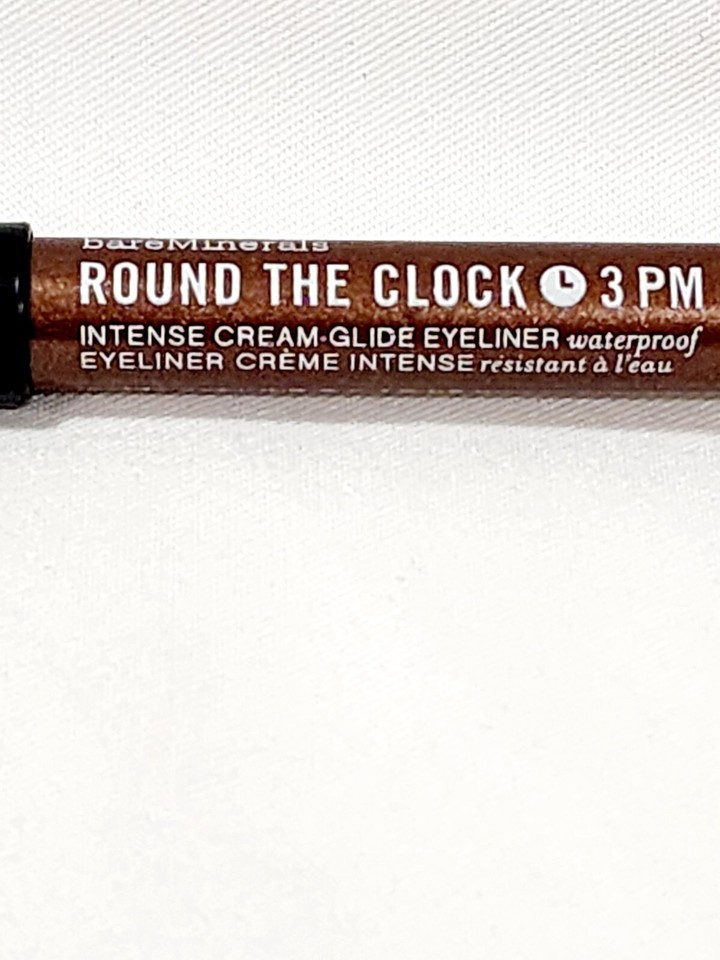 bareMinerals
ROUND THE CLOCK 3 PM
INTENSE CREAM-GLIDE EYELINER waterproof
EYELINER CRÈME INTENSE résistant à l'eau